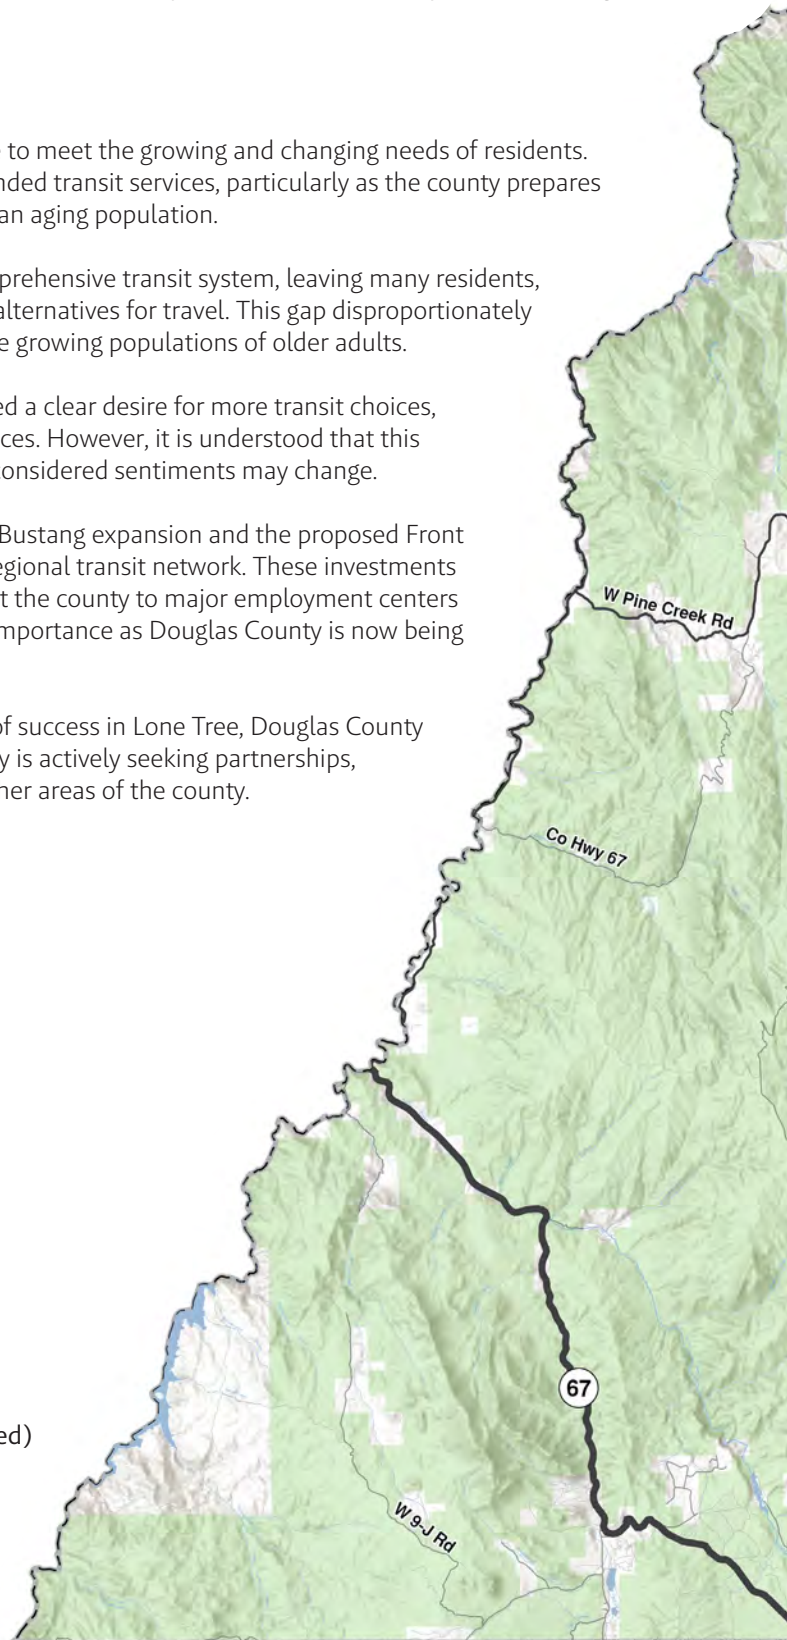 to meet the growing and changing needs of residents.
nded transit services, particularly as the county prepares
an aging population.
prehensive transit system, leaving many residents,
alternatives for travel. This gap disproportionately
e growing populations of older adults.
ed a clear desire for more transit choices,
ces. However, it is understood that this
considered sentiments may change.
Bustang expansion and the proposed Front
egional transit network. These investments
t the county to major employment centers
mportance as Douglas County is now being
of success in Lone Tree, Douglas County
y is actively seeking partnerships,
her areas of the county.
W Pine Creek Rd
Co Hwy 67
67
ed)
W 9-J Rd